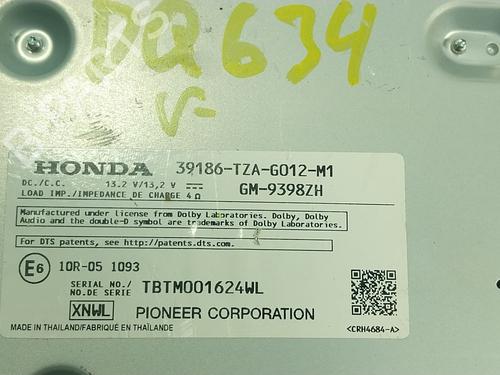 DQ634
V-
HONDA 39186-TZA-G012-M1
DC./C.C. 13.2 V/13,2 V
GM-9398ZH
LOAD IMP./IMPEDANCE DE CHARGE 4 Ω
Manufactured under license from Dolby Laboratories. Dolby, Dolby
Audio and the double-D symbol are trademarks of Dolby Laboratories.
For DTS patents, see http://patents.dts.com.
E6 10R-05 1093
SERIAL NO./
NO.DE SERIE TBTM001624WL
XNWL PIONEER CORPORATION
MADE IN THAILAND/FABRIQUÉ EN THAÏLANDE
<CRH4684-A>